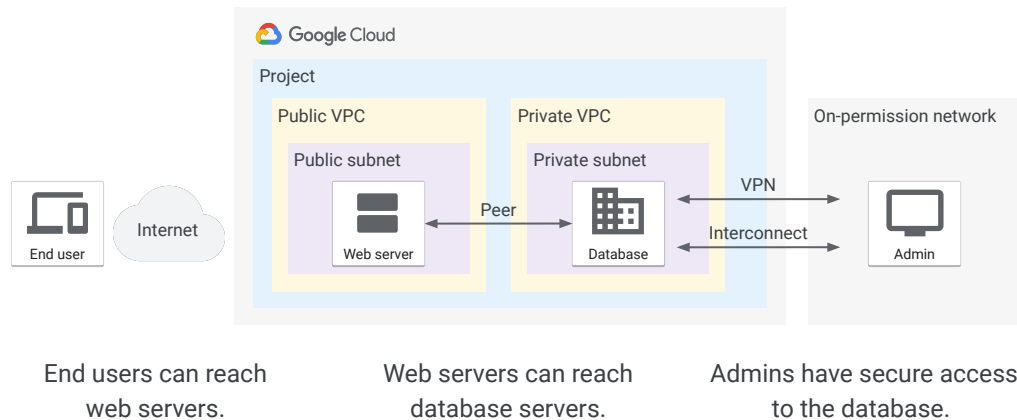 Google Cloud
Project
Public VPC
Private VPC
On-permission network
Public subnet
Private subnet
End user
Internet
Web server
Peer
Database
VPN
Interconnect
Admin
End users can reach
web servers.
Web servers can reach
database servers.
Admins have secure access
to the database.